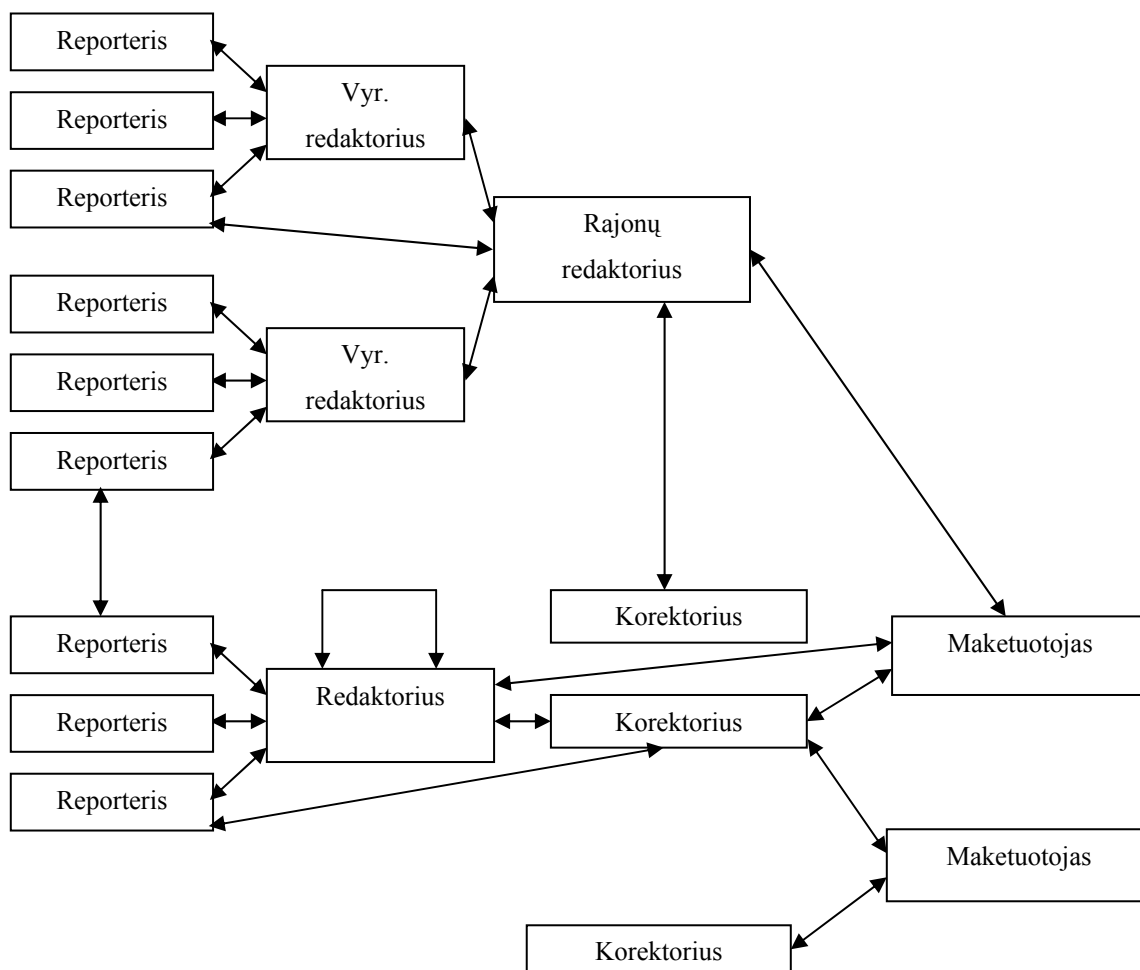 Reporteris
Vyr.
redaktorius
Reporteris
Reporteris
Rajonų
redaktorius
Reporteris
Vyr.
redaktorius
Reporteris
Reporteris
Korektorius
Reporteris
Maketuotojas
Redaktorius
Reporteris
Korektorius
Reporteris
Maketuotojas
Korektorius